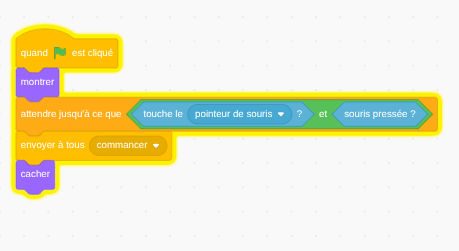 quand est cliqué
montrer
attendre jusqu'à ce que touche le pointeur de souris ? et souris pressée ?
envoyer à tous commancer
cacher